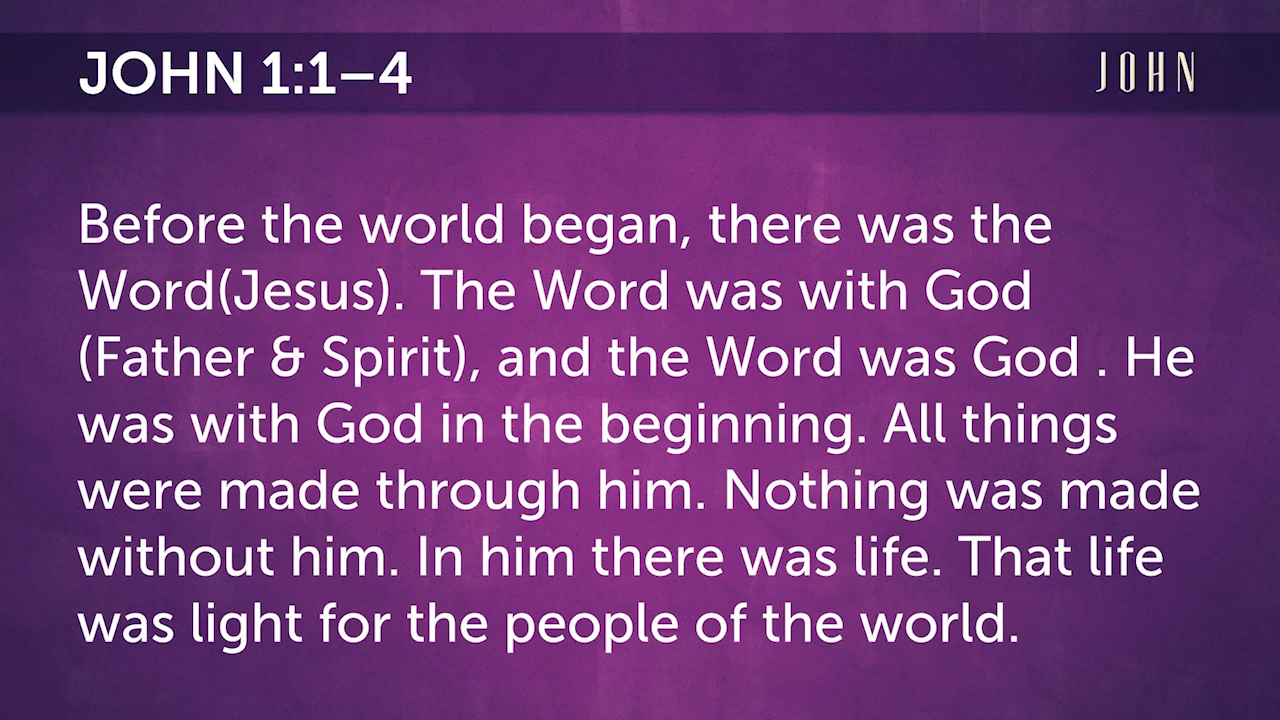 JOHN 1:1–4
JOHN
Before the world began, there was the
Word(Jesus). The Word was with God
(Father & Spirit), and the Word was God . He
was with God in the beginning. All things
were made through him. Nothing was made
without him. In him there was life. That life
was light for the people of the world.